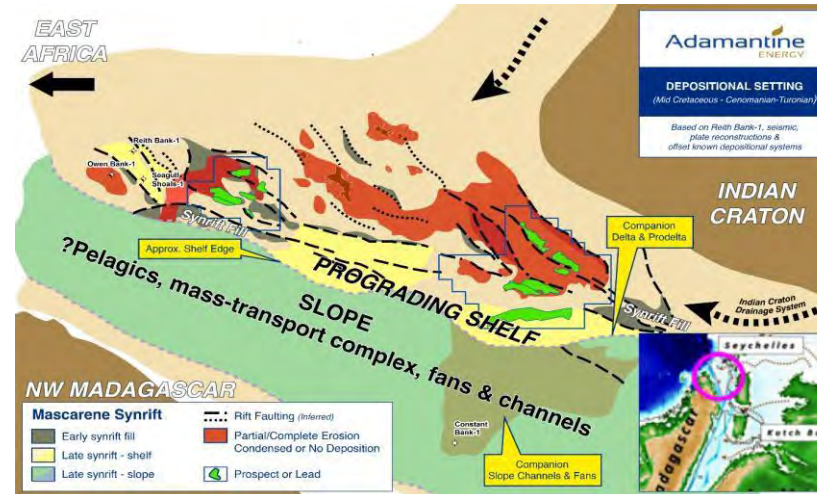 EAST
AFRICA
Adamantine
ENERGY
DEPOSITIONAL SETTING
(Mid Cretaceous - Cenomanian-Turonian)
Based on Reith Bank-1, seismic,
plate reconstructions &
offset known depositional systems
Reith Bank-1
Owen Bank-1
Seagull
Shoals-1
INDIAN
CRATON
Synrift Fill
Approx. Shelf Edge
Companion
Delta & Prodelta
PROGRADING SHELF
SLOPE
?Pelagics, mass-transport complex, fans & channels
Synrift Fill
Indian Craton
Drainage System
NW MADAGASCAR
Mascarene Synrift
Early synrift fill
Late synrift - shelf
Late synrift - slope
Rift Faulting (Inferred)
Partial/Complete Erosion
Condensed or No Deposition
Prospect or Lead
Constant
Bank-1
Companion
Slope Channels & Fans
Seychelles
Kutch Ba
adagascar